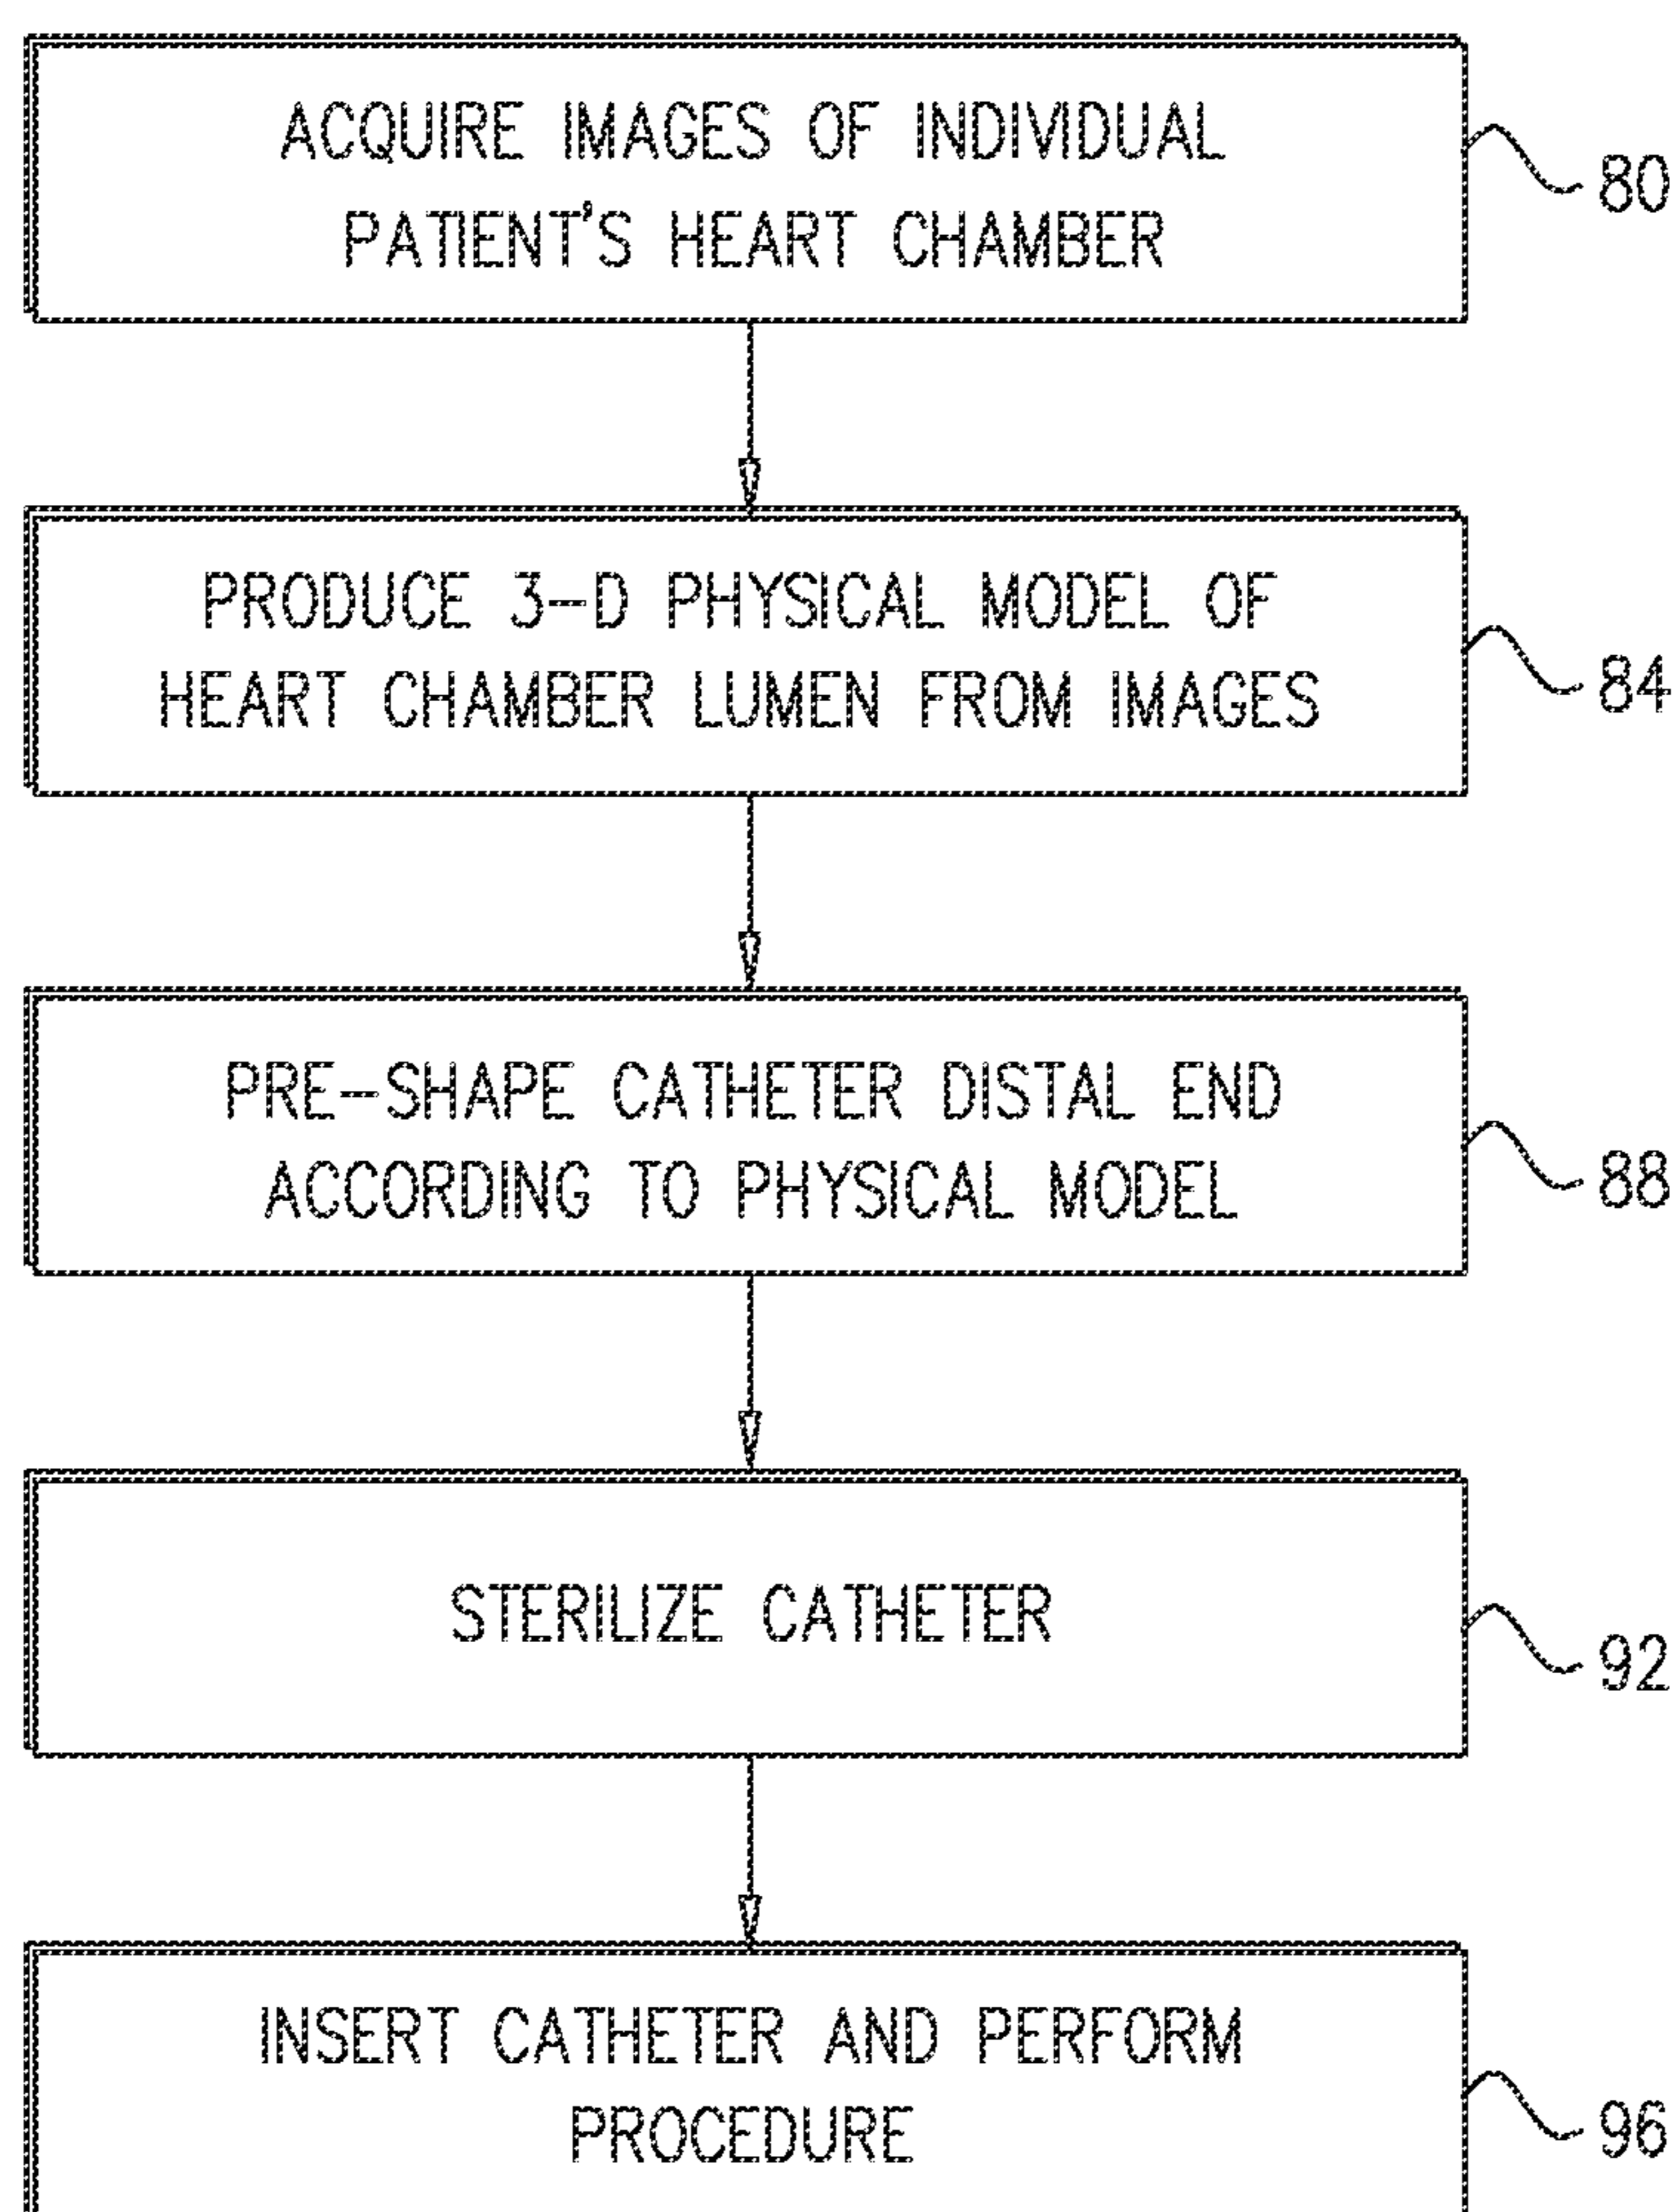 ACQUIRE IMAGES OF INDIVIDUAL
PATIENT'S HEART CHAMBER
80
PRODUCE 3-D PHYSICAL MODEL OF
HEART CHAMBER LUMEN FROM IMAGES
84
PRE-SHAPE CATHETER DISTAL END
ACCORDING TO PHYSICAL MODEL
88
STERILIZE CATHETER
92
INSERT CATHETER AND PERFORM
PROCEDURE
96